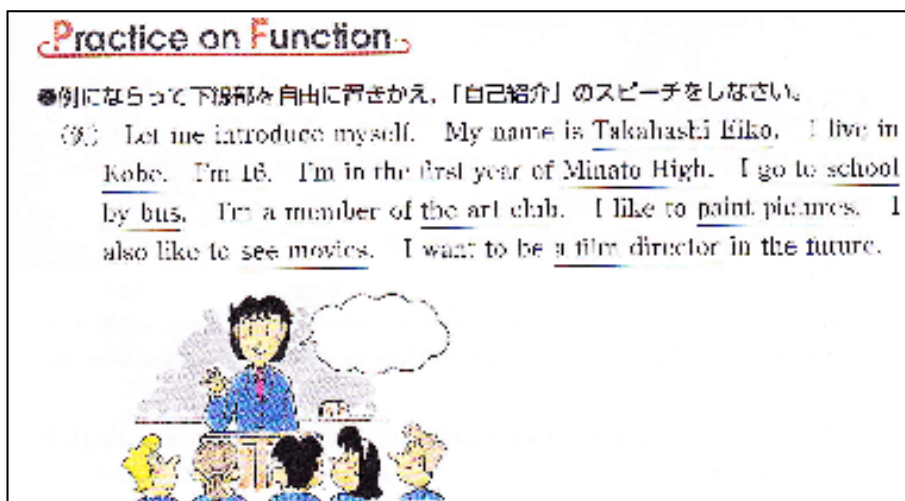 Practice on Function
●例にならって下線部を自由に置きかえ,「自己紹介」のスピーチをしなさい。
(例) Let me introduce myself. My name is Takahashi Eiko. I live in
Kobe. I'm 16. I'm in the first year of Minato High. I go to school
by bus. I'm a member of the art club. I like to paint pictures. I
also like to see movies. I want to be a film director in the future.